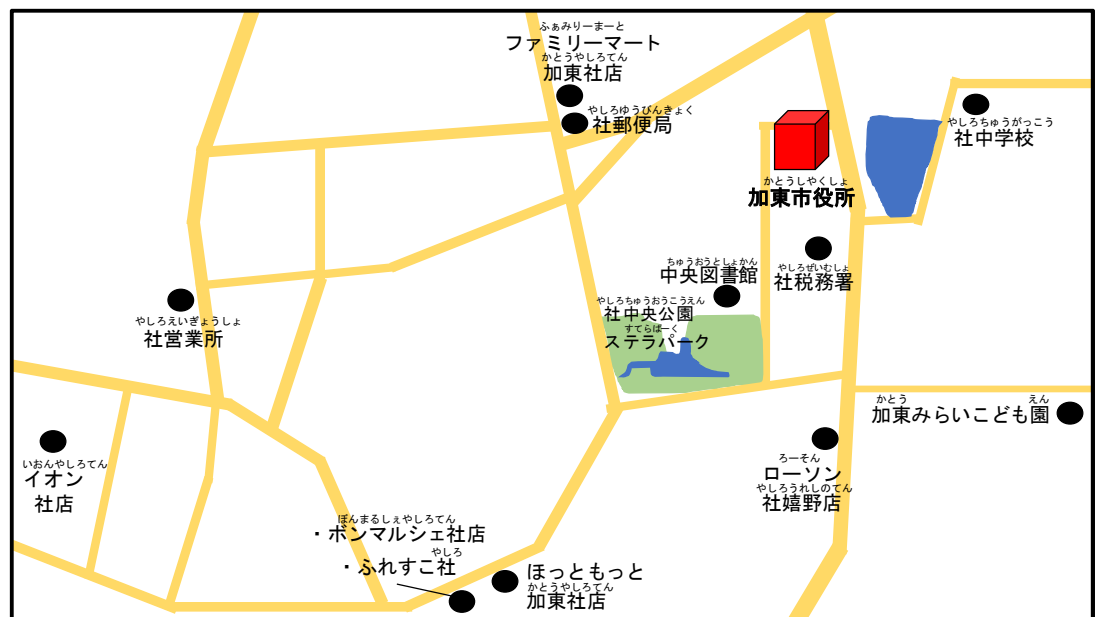 ふぁみりーまーと
ファミリーマート
かとうやしろてん
加東社店
やしろゆうびんきょく
社郵便局
やしろちゅうがっこう
社中学校
かとうしやくしょ
加東市役所
ちゅうおうとしょかん
中央図書館
やしろぜいむしょ
社税務署
やしろちゅうおうこうえん
社中央公園
すてらぱーく
ステラパーク
やしろえいぎょうしょ
社営業所
かとう えん
加東みらいこども園
いおんやしろてん
イオン
社店
ろーそん
ローソン
やしろうれしのてん
社嬉野店
ぼんまるしぇやしろてん
・ボンマルシェ社店
やしろ
・ふれすこ社
ほっともっと
かとうやしろてん
加東社店